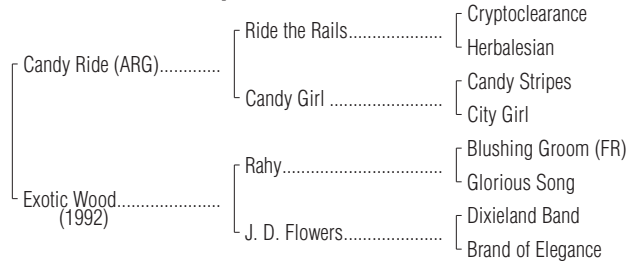 Cryptoclearance
Ride the Rails....................
Herbalesian
Candy Ride (ARG).............
Candy Stripes
Candy Girl ........................
City Girl
Blushing Groom (FR)
Rahy..................................
Glorious Song
Exotic Wood......................
(1992)
Dixieland Band
J. D. Flowers.....................
Brand of Elegance